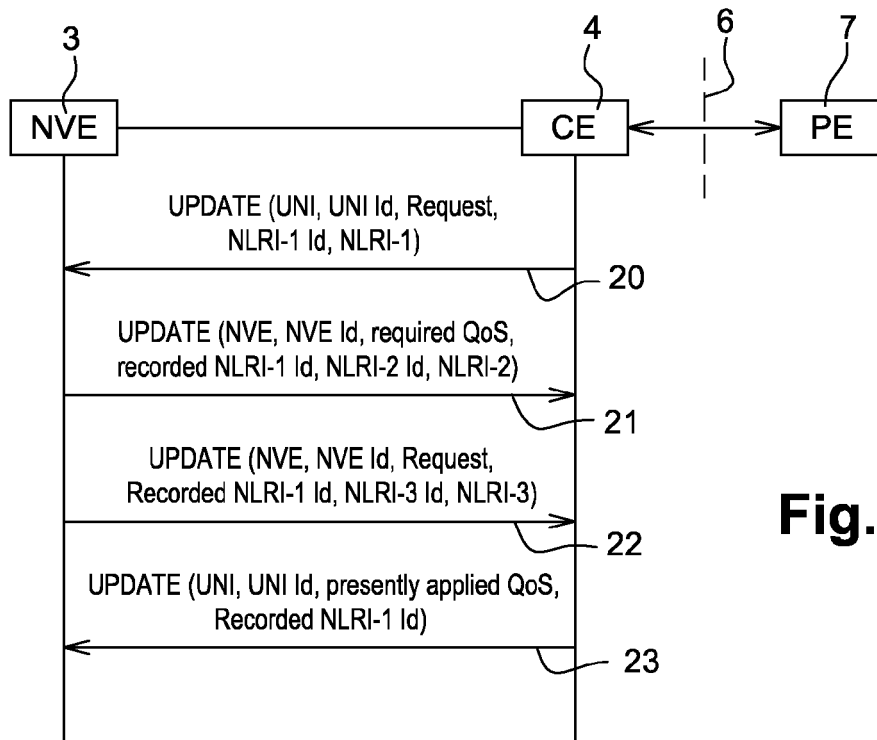 3
4
6
7
NVE
CE
PE
UPDATE (UNI, UNI Id, Request,
NLRI-1 Id, NLRI-1)
20
UPDATE (NVE, NVE Id, required QoS,
recorded NLRI-1 Id, NLRI-2 Id, NLRI-2)
21
UPDATE (NVE, NVE Id, Request,
Recorded NLRI-1 Id, NLRI-3 Id, NLRI-3)
22
Fig.
UPDATE (UNI, UNI Id, presently applied QoS,
Recorded NLRI-1 Id)
23